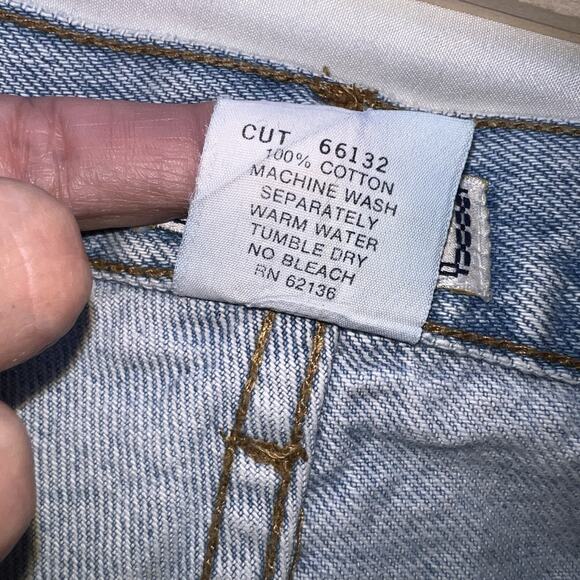 CUT 66132
100% COTTON
MACHINE WASH
SEPARATELY
WARM WATER
TUMBLE DRY
NO BLEACH
RN 62136